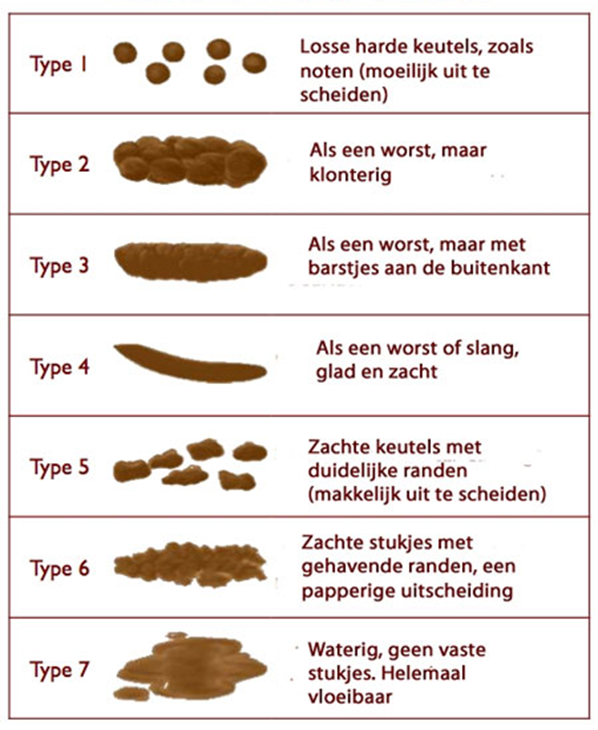 Type 1
Losse harde keutels, zoals
noten (moeilijk uit te
scheiden)
Type 2
Als een worst, maar
klonterig
Type 3
Als een worst, maar met
barstjes aan de buitenkant
Type 4
Als een worst of slang,
glad en zacht
Type 5
Zachte keutels met
duidelijke randen
(makkelijk uit te scheiden)
Type 6
Zachte stukjes met
gehavende randen, een
papperige uitscheiding
Type 7
Waterig, geen vaste
stukjes. Helemaal
vloeibaar